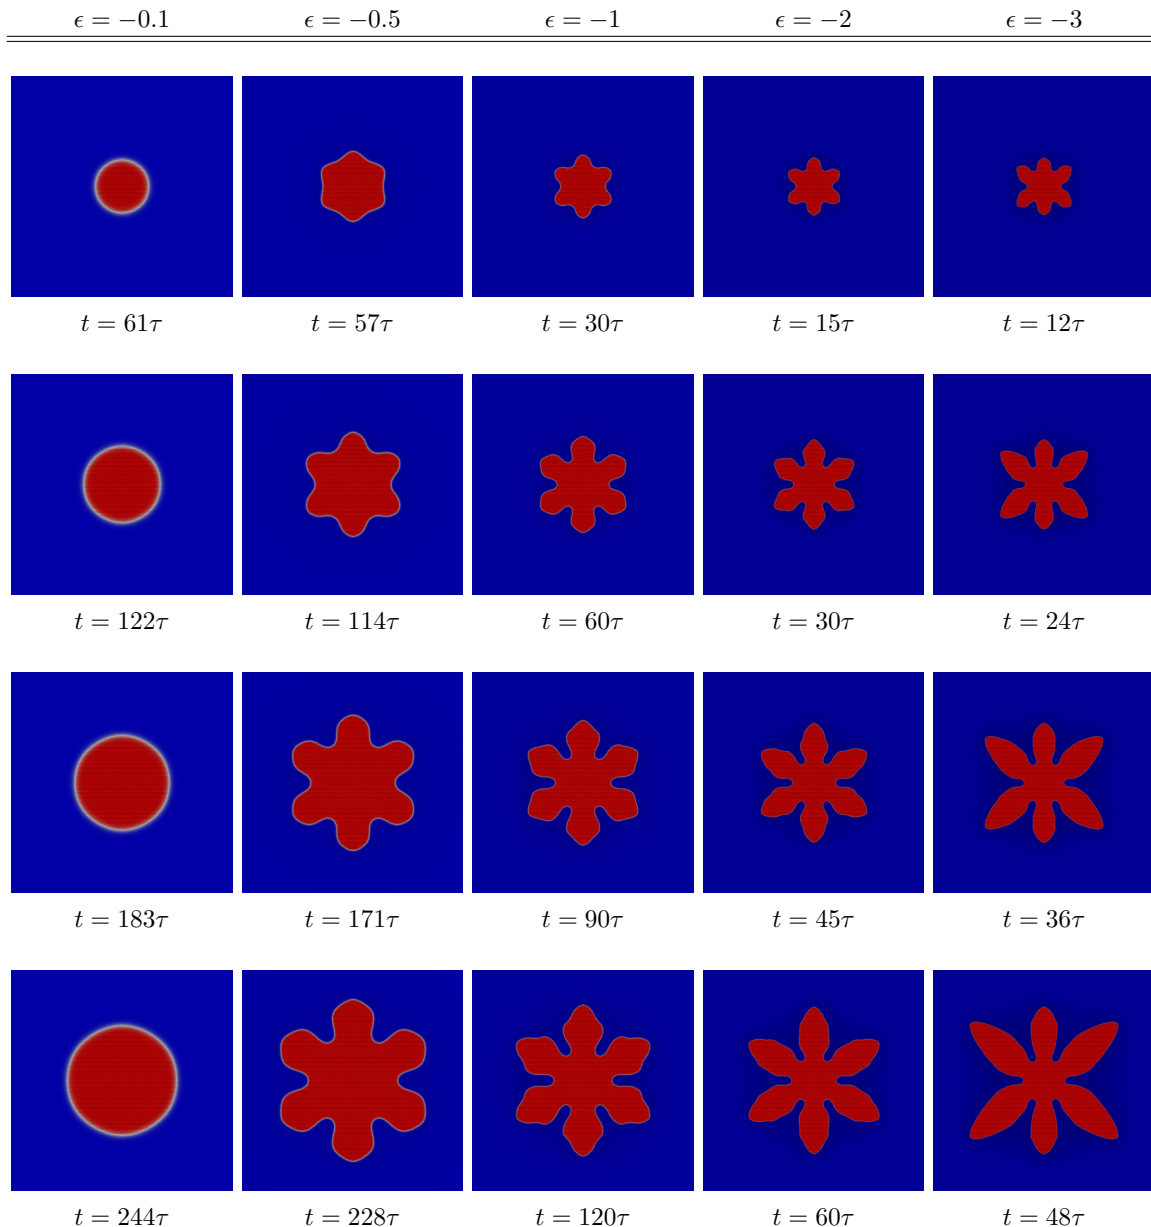 ϵ = −0.1 ϵ = −0.5 ϵ = −1 ϵ = −2 ϵ = −3
t = 61τ t = 57τ t = 30τ t = 15τ t = 12τ
t = 122τ t = 114τ t = 60τ t = 30τ t = 24τ
t = 183τ t = 171τ t = 90τ t = 45τ t = 36τ
t = 244τ t = 228τ t = 120τ t = 60τ t = 48τ